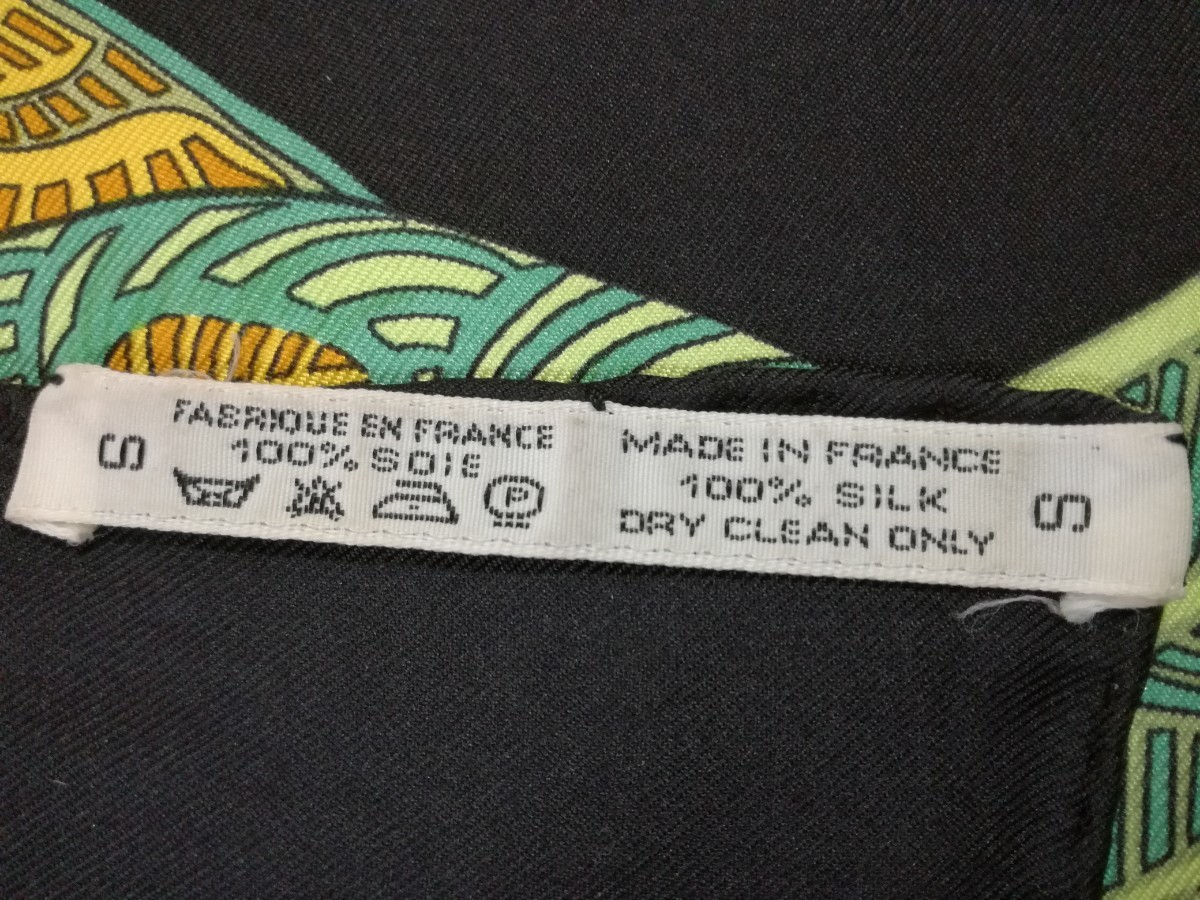 S
FABRIQUE EN FRANCE
100% SOIE
P
MADE IN FRANCE
100% SILK
DRY CLEAN ONLY
S